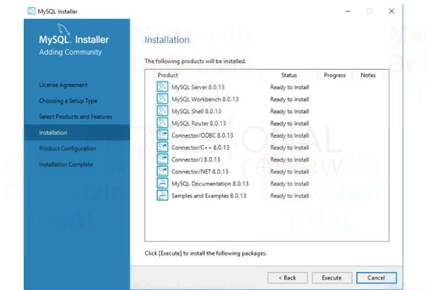 MySQL Installer
MySQL. Installer
Adding Community
License Agreement
Choosing a Setup Type
Select Products and Features
Installation
Product Configuration
Installation Complete
Installation
The following products will be installed.
Product Status Progress Notes
MySQL Server 8.0.13 Ready to Install
MySQL Workbench 8.0.13 Ready to Install
MySQL Shell 8.0.13 Ready to Install
MySQL Router 8.0.13 Ready to Install
Connector/ODBC 8.0.13 Ready to Install
Connector/C++ 8.0.13 Ready to Install
Connector/J 8.0.13 Ready to Install
Connector/NET 8.0.13 Ready to Install
MySQL Documentation 8.0.13 Ready to Install
Samples and Examples 8.0.13 Ready to Install
Click [Execute] to install the following packages.
< Back Execute Cancel
TRIAL